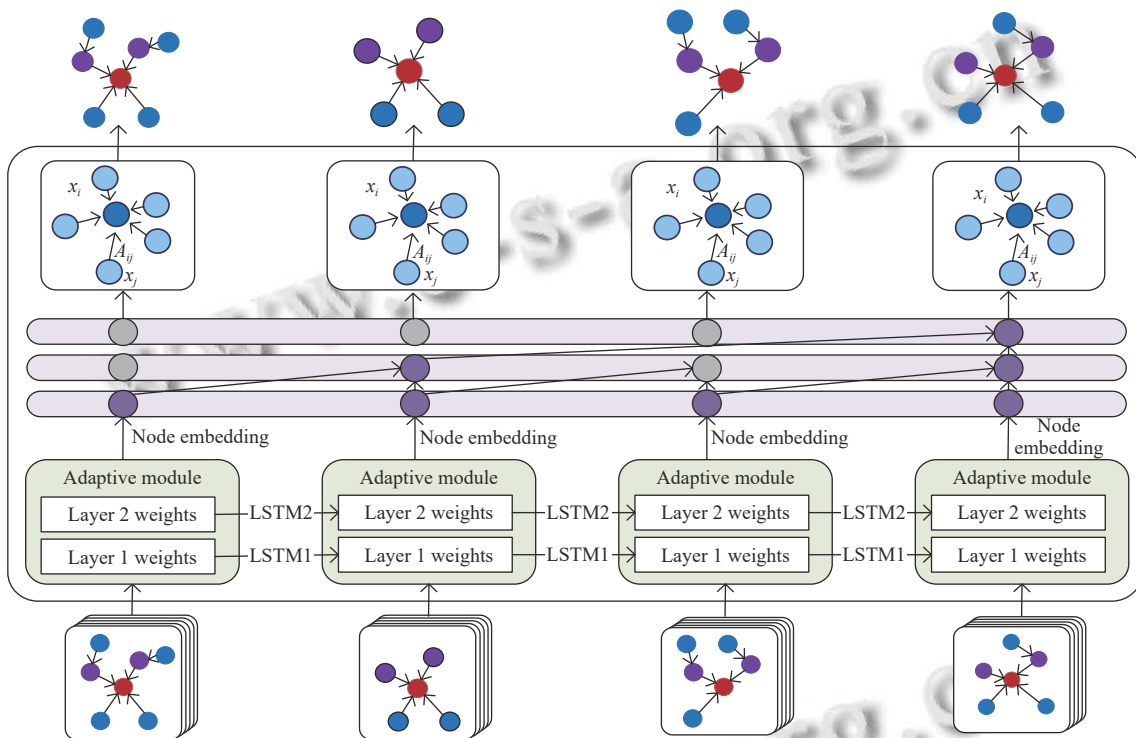 x_i
A_ij
x_j
x_i
A_ij
x_j
x_i
A_ij
x_j
x_i
A_ij
x_j
Node embedding
Node embedding
Node embedding
Node
embedding
Adaptive module
Adaptive module
Adaptive module
Adaptive module
Layer 2 weights
LSTM2
Layer 2 weights
LSTM2
Layer 2 weights
LSTM2
Layer 2 weights
Layer 1 weights
LSTM1
Layer 1 weights
LSTM1
Layer 1 weights
LSTM1
Layer 1 weights